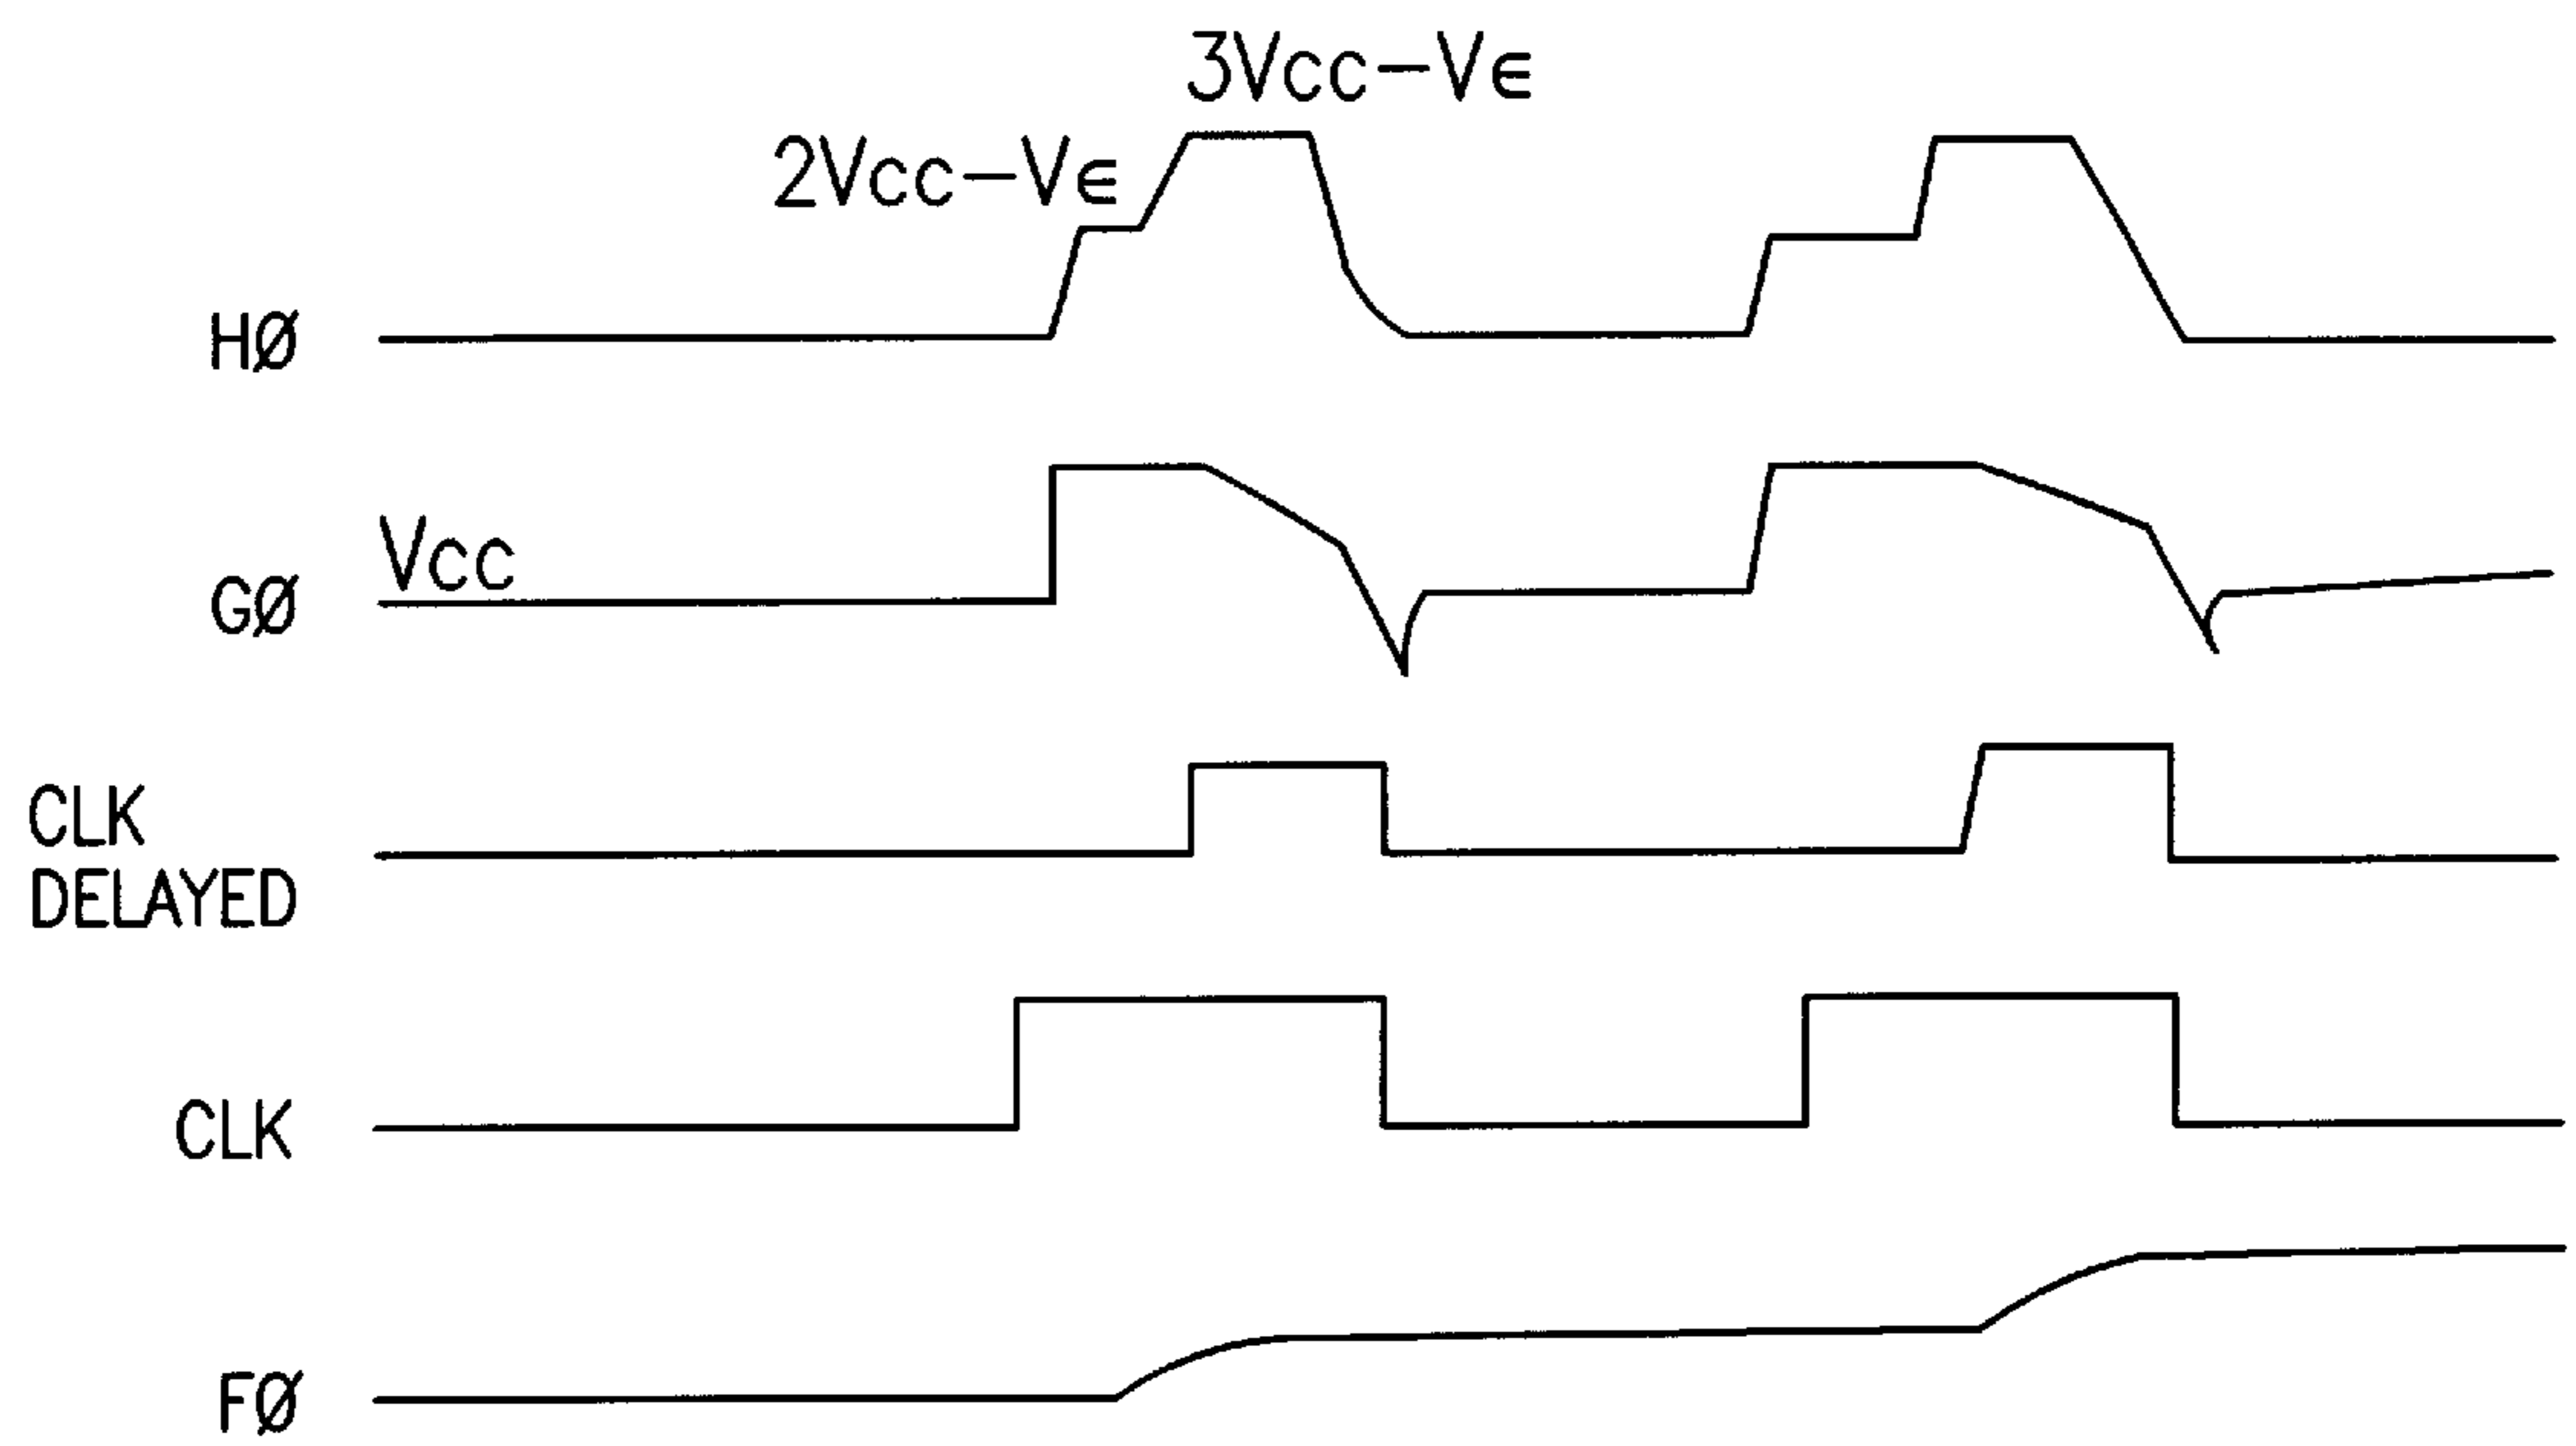 3Vcc-V∈
2Vcc-V∈
HØ
Vcc
GØ
CLK
DELAYED
CLK
FØ